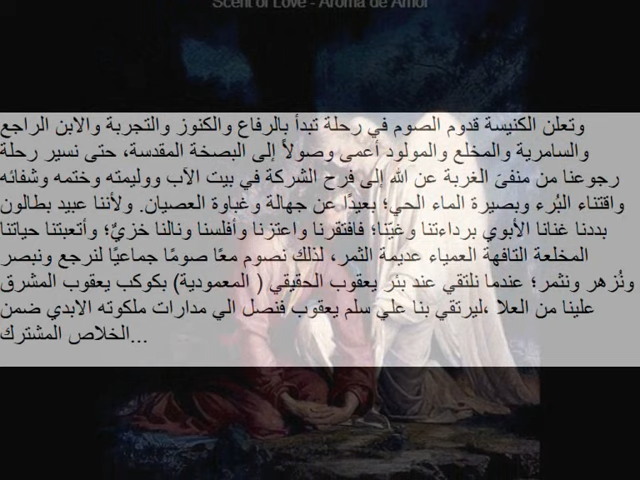 Scent of Love - Aroma de Amor
وتعلن الكنيسة قدوم الصوم في رحلة تبدأ بالرفاع والكنوز والتجربة والابن الراجع
والسامرية والمخلع والمولود أعمى وصولاً إلى البصخة المقدسة، حتى نسير رحلة
رجوعنا من منفىَ الغربة عن الله إلى فرح الشركة في بيت الآب ووليمته وختمه وشفائه
واقتناء البُرء وبصيرة الماء الحي؛ بعيدًا عن جهالة وغباوة العصيان. ولأننا عبيد بطالون
بددنا غنانا الأبوي برداءتنا وغَيِّنا؛ فافتقرنا واعتزنا وأفلسنا ونالنا خزيٌ؛ وأتعبتنا حياتنا
المخلعة التافهة العمياء عديمة الثمر، لذلك نصوم معًا صومًا جماعيًّا لنرجع ونبصر
ونُزهر ونثمر؛ عندما نلتقي عند بئر يعقوب الحقيقي ( المعمودية) بكوكب يعقوب المشرق
علينا من العلا ،ليرتقي بنا علي سلم يعقوب فنصل الي مدارات ملكوته الابدي ضمن
الخلاص المشترك...